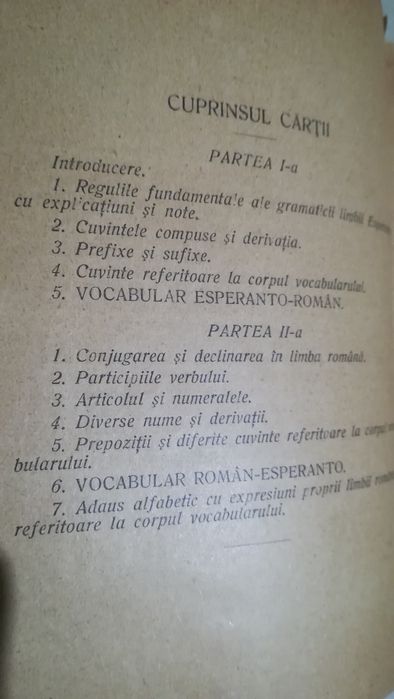 CUPRINSUL CĂRȚII
PARTEA I-a
Introducere.
1. Regulile fundamentale ale gramaticii limbii
cu explicațiuni și note.
2. Cuvintele compuse și derivația.
3. Prefixe și sufixe.
4. Cuvinte referitoare la corpul vocabularului.
5. VOCABULAR ESPERANTO-ROMÂN.
PARTEA II-a
1. Conjugarea și declinarea în limba română.
2. Participiile verbului.
3. Articolul și numeralele.
4. Diverse nume și derivații.
5. Prepoziții și diferite cuvinte referitoare la corpul
bularului.
6. VOCABULAR ROMÂN-ESPERANTO.
7. Adaus alfabetic cu expresiuni proprii limbii
referitoare la corpul vocabularului.